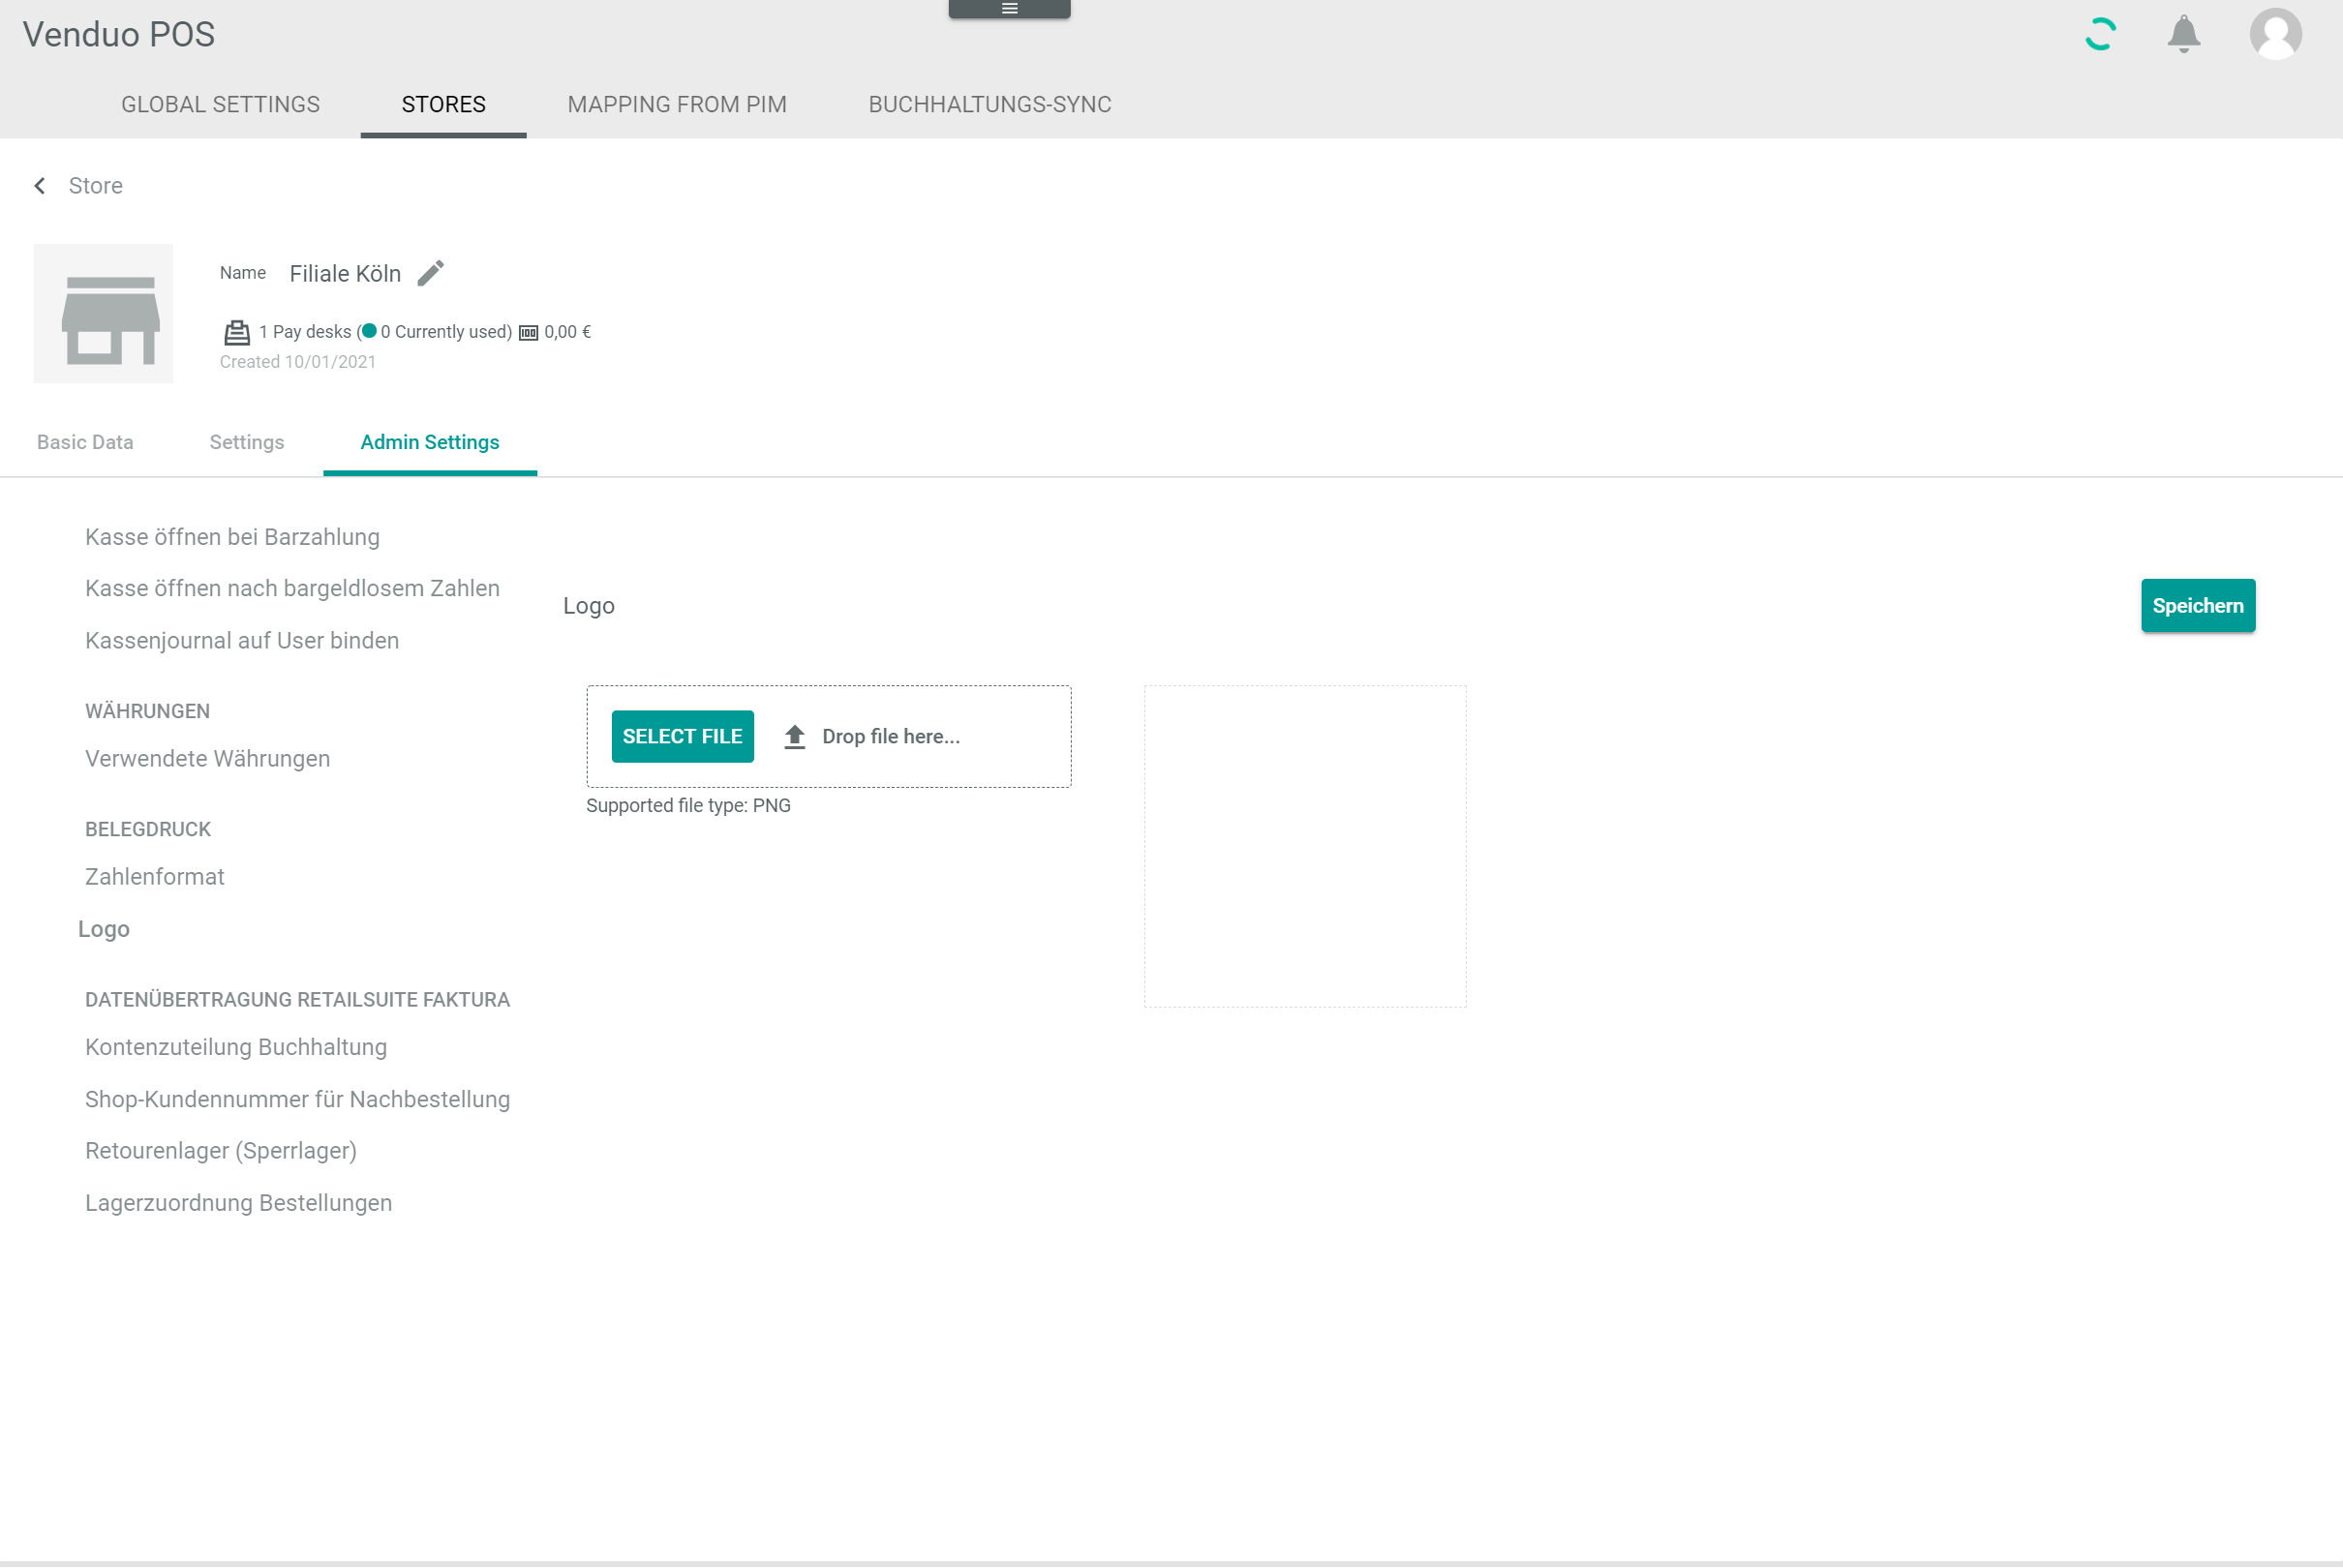 Venduo POS
GLOBAL SETTINGS
STORES
MAPPING FROM PIM
BUCHHALTUNGS-SYNC
Store
Name Filiale Köln
1 Pay desks (0 Currently used) 0,00 €
Created 10/01/2021
Basic Data
Settings
Admin Settings
Kasse öffnen bei Barzahlung
Kasse öffnen nach bargeldlosem Zahlen
Kassenjournal auf User binden
WÄHRUNGEN
Verwendete Währungen
BELEGDRUCK
Zahlenformat
Logo
DATENÜBERTRAGUNG RETAILSUITE FAKTURA
Kontenzuteilung Buchhaltung
Shop-Kundennummer für Nachbestellung
Retourenlager (Sperrlager)
Lagerzuordnung Bestellungen
Logo
Speichern
SELECT FILE
Drop file here...
Supported file type: PNG